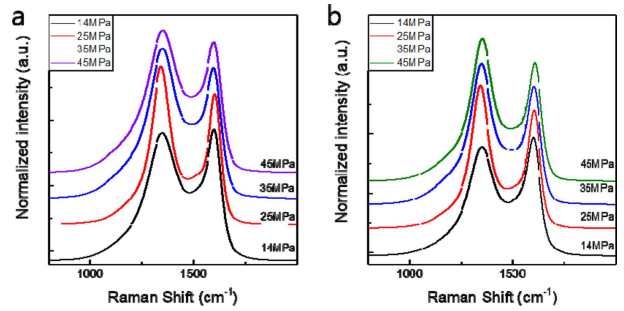 a
14MPa
25MPa
35MPa
45MPa
Normalized intensity (a.u.)
45MPa
35MPa
25MPa
14MPa
1000 1500
Raman Shift (cm⁻¹)
b
14MPa
25MPa
35MPa
45MPa
Normalized intensity (a.u.)
45MPa
35MPa
25MPa
14MPa
1000 1500
Raman Shift (cm⁻¹)